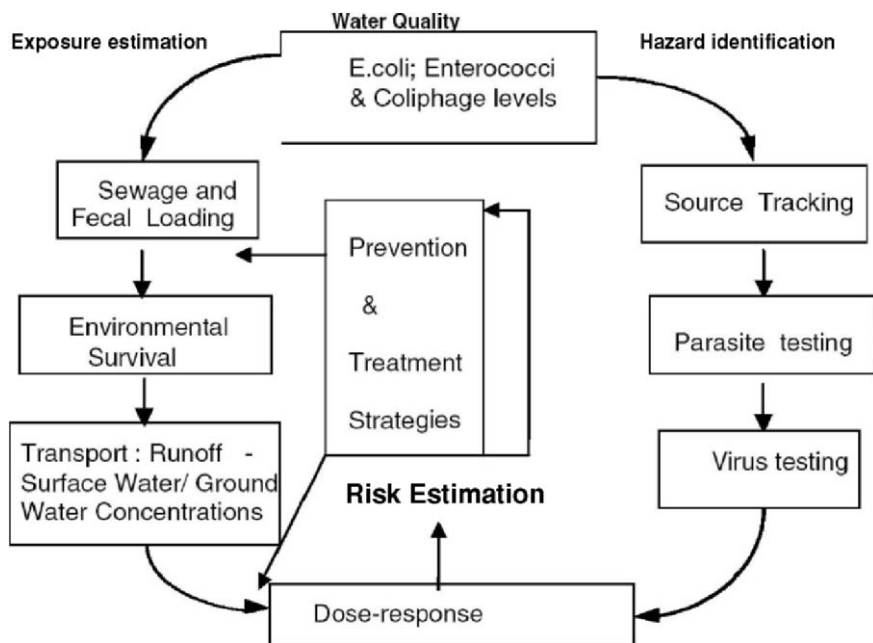 Water Quality
Exposure estimation
Hazard identification
E.coli; Enterococci
& Coliphage levels
Sewage and
Fecal Loading
Source Tracking
Prevention
&
Treatment
Strategies
Environmental
Survival
Parasite testing
Transport : Runoff -
Surface Water/ Ground
Water Concentrations
Virus testing
Risk Estimation
Dose-response